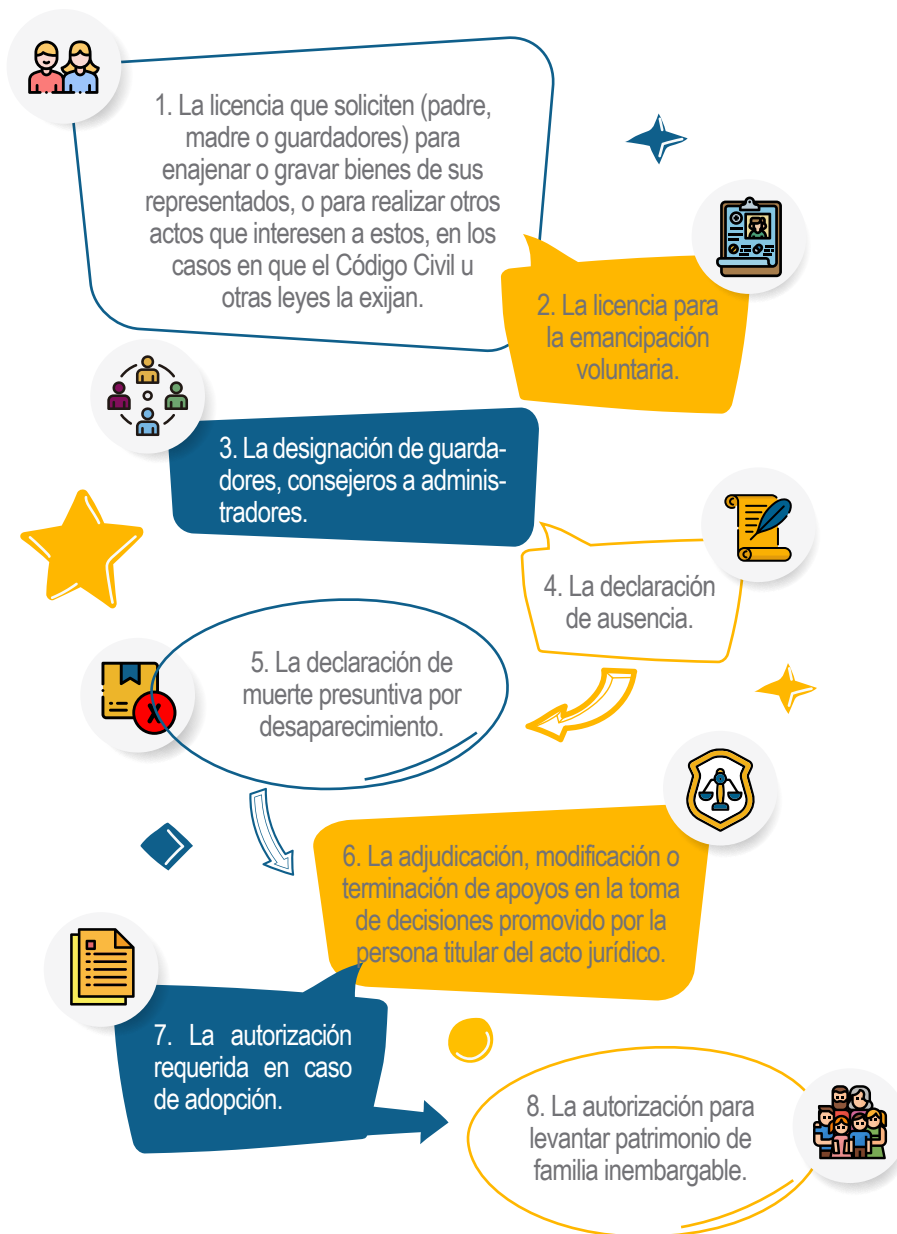 1. La licencia que soliciten (padre,
madre o guardadores) para
enajenar o gravar bienes de sus
representados, o para realizar otros
actos que interesen a estos, en los
casos en que el Código Civil u
otras leyes la exijan.
2. La licencia para
la emancipación
voluntaria.
3. La designación de guarda-
dores, consejeros a adminis-
tradores.
4. La declaración
de ausencia.
5. La declaración de
muerte presuntiva por
desaparecimiento.
X
6. La adjudicación, modificación o
terminación de apoyos en la toma
de decisiones promovido por la
persona titular del acto jurídico.
7. La autorización
requerida en caso
de adopción.
8. La autorización para
levantar patrimonio de
familia inembargable.